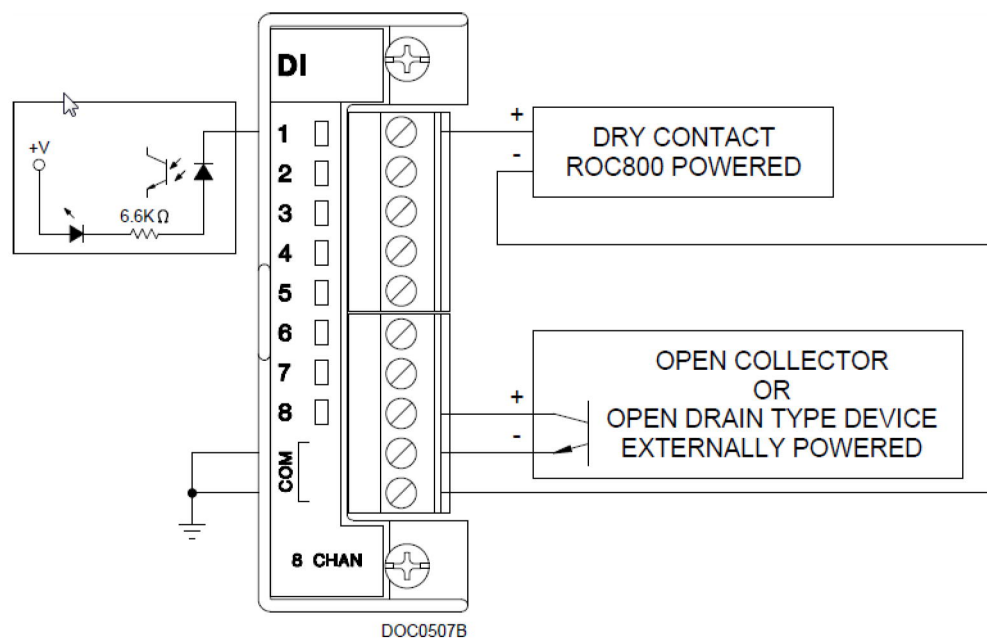 DI
+V
6.6KΩ
1
2
3
4
5
6
7
8
COM
8 CHAN
+
-
DRY CONTACT
ROC800 POWERED
+
-
OPEN COLLECTOR
OR
OPEN DRAIN TYPE DEVICE
EXTERNALLY POWERED
DOC0507B